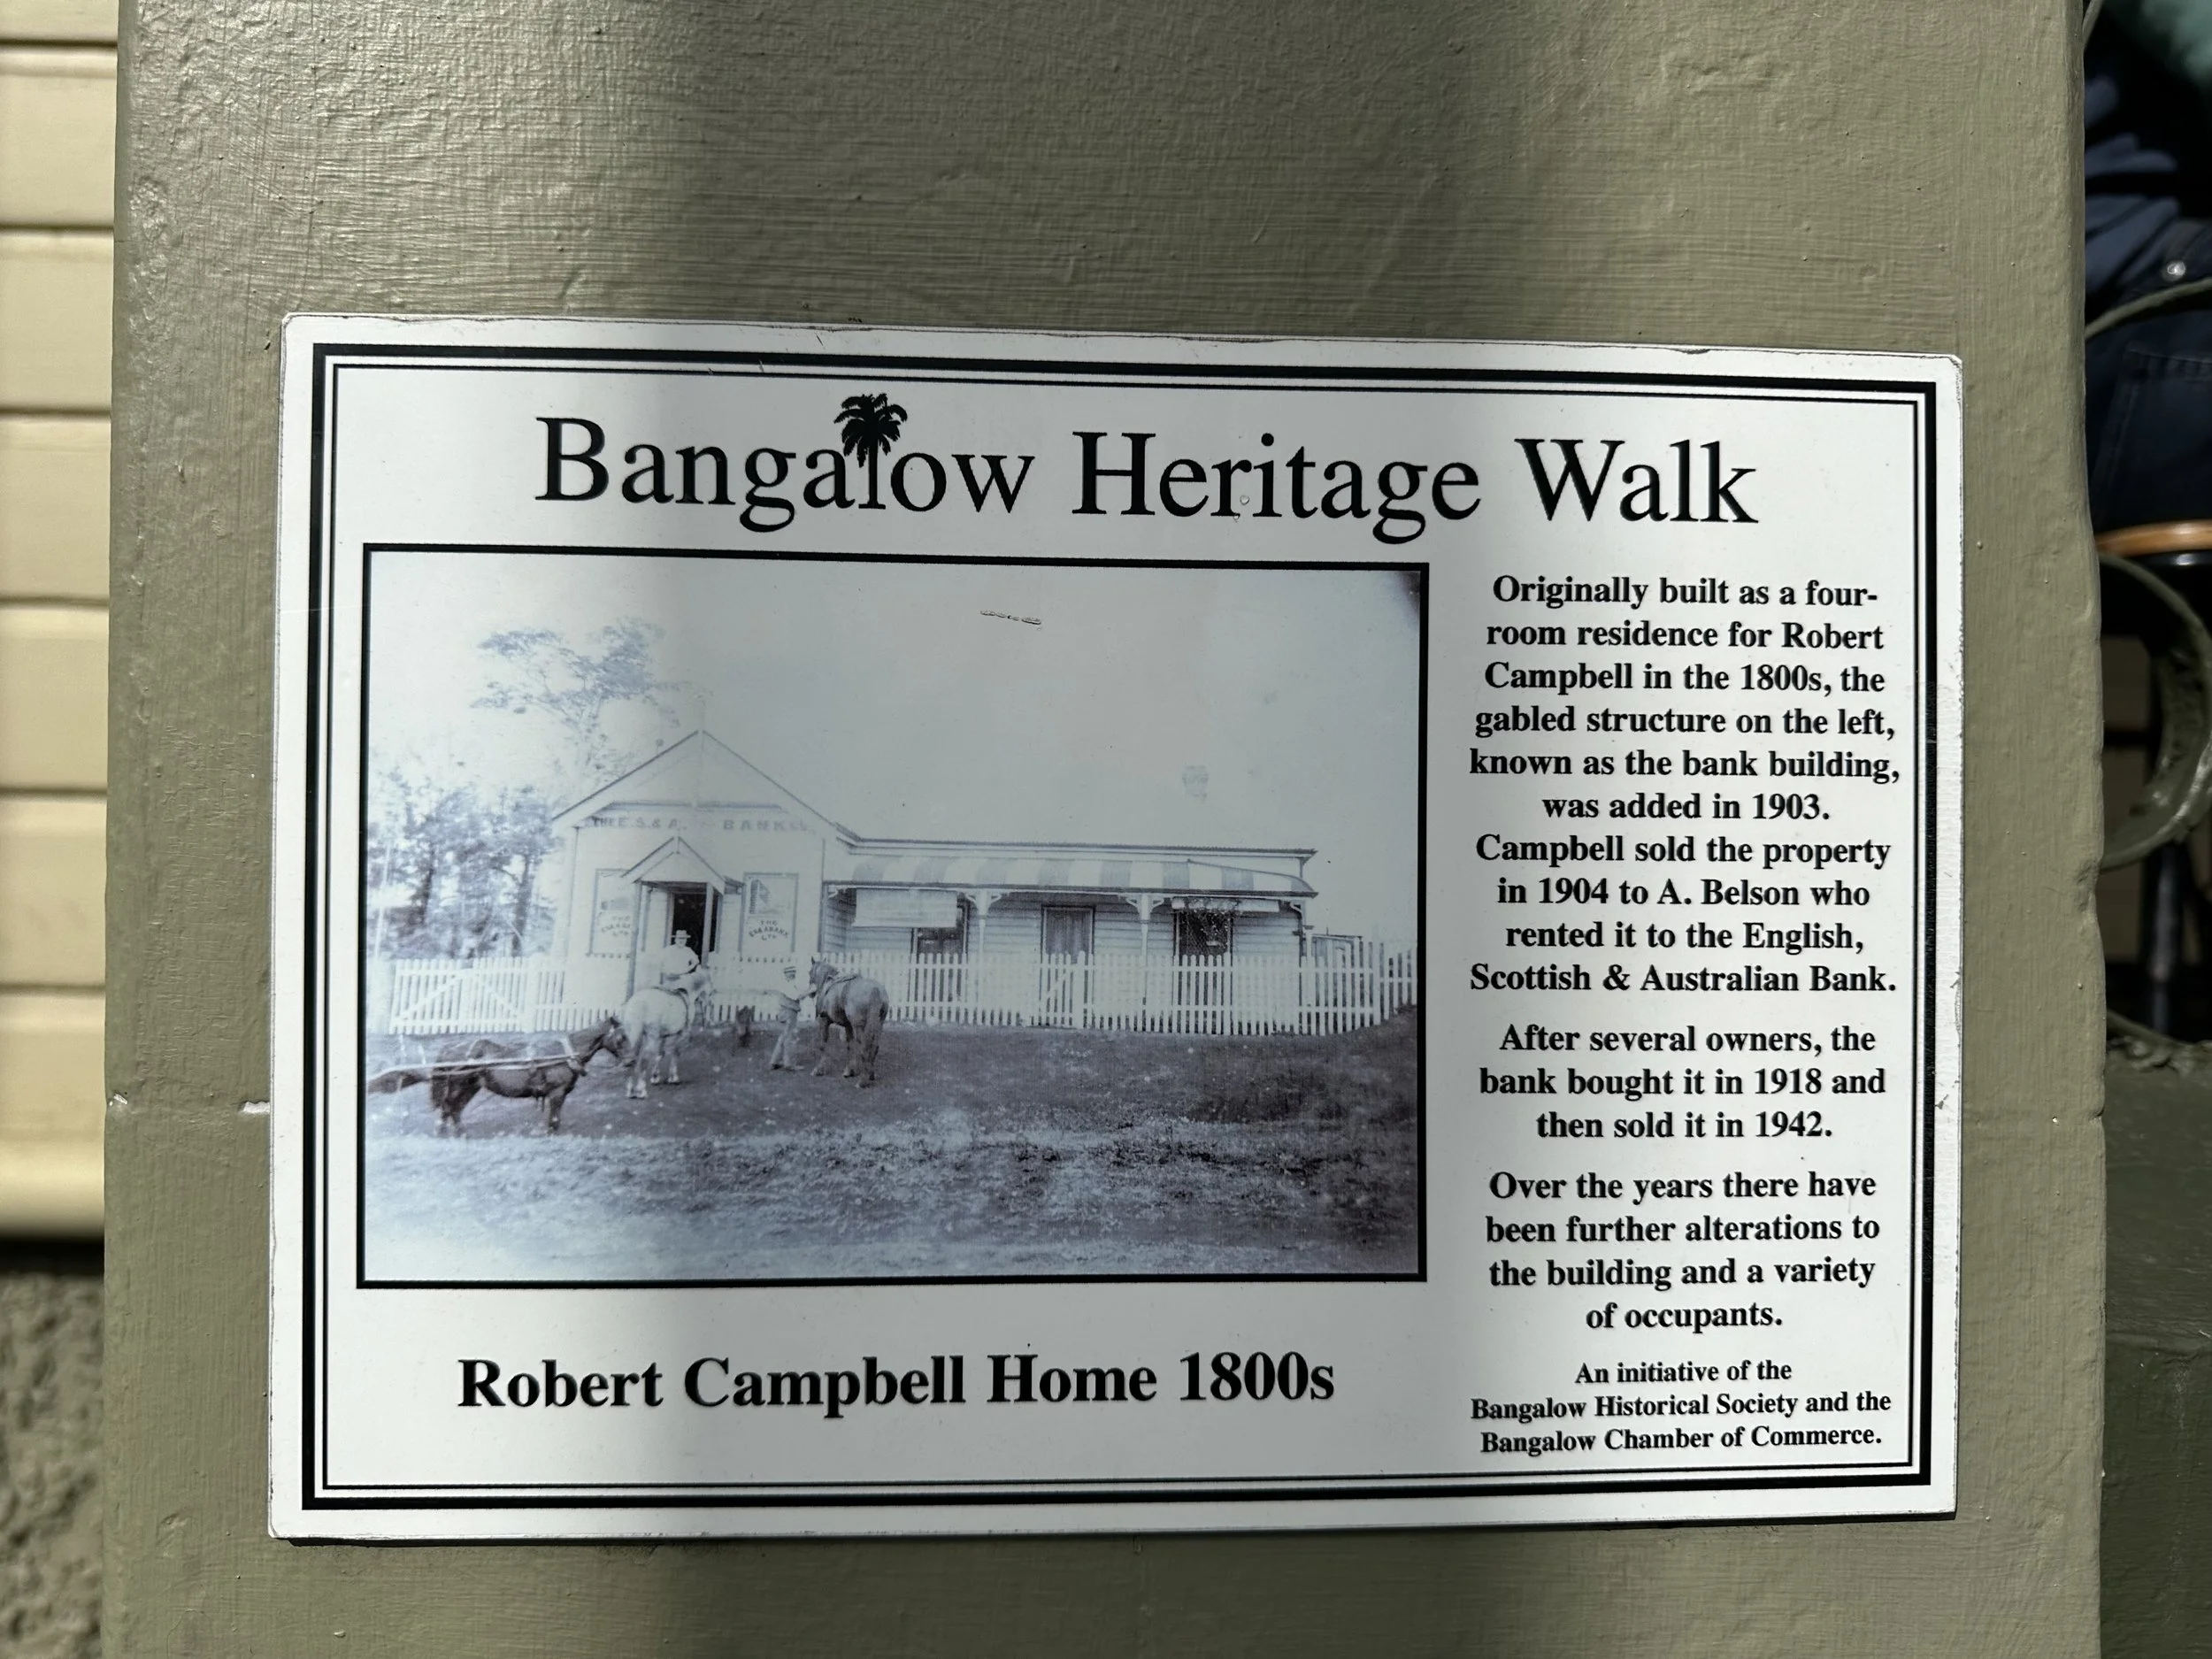 Bangalow Heritage Walk
THE E.S. & A. BANK
THE
THE
Originally built as a four-
room residence for Robert
Campbell in the 1800s, the
gabled structure on the left,
known as the bank building,
was added in 1903.
Campbell sold the property
in 1904 to A. Belson who
rented it to the English,
Scottish & Australian Bank.
After several owners, the
bank bought it in 1918 and
then sold it in 1942.
Over the years there have
been further alterations to
the building and a variety
of occupants.
An initiative of the
Bangalow Historical Society and the
Bangalow Chamber of Commerce.
Robert Campbell Home 1800s